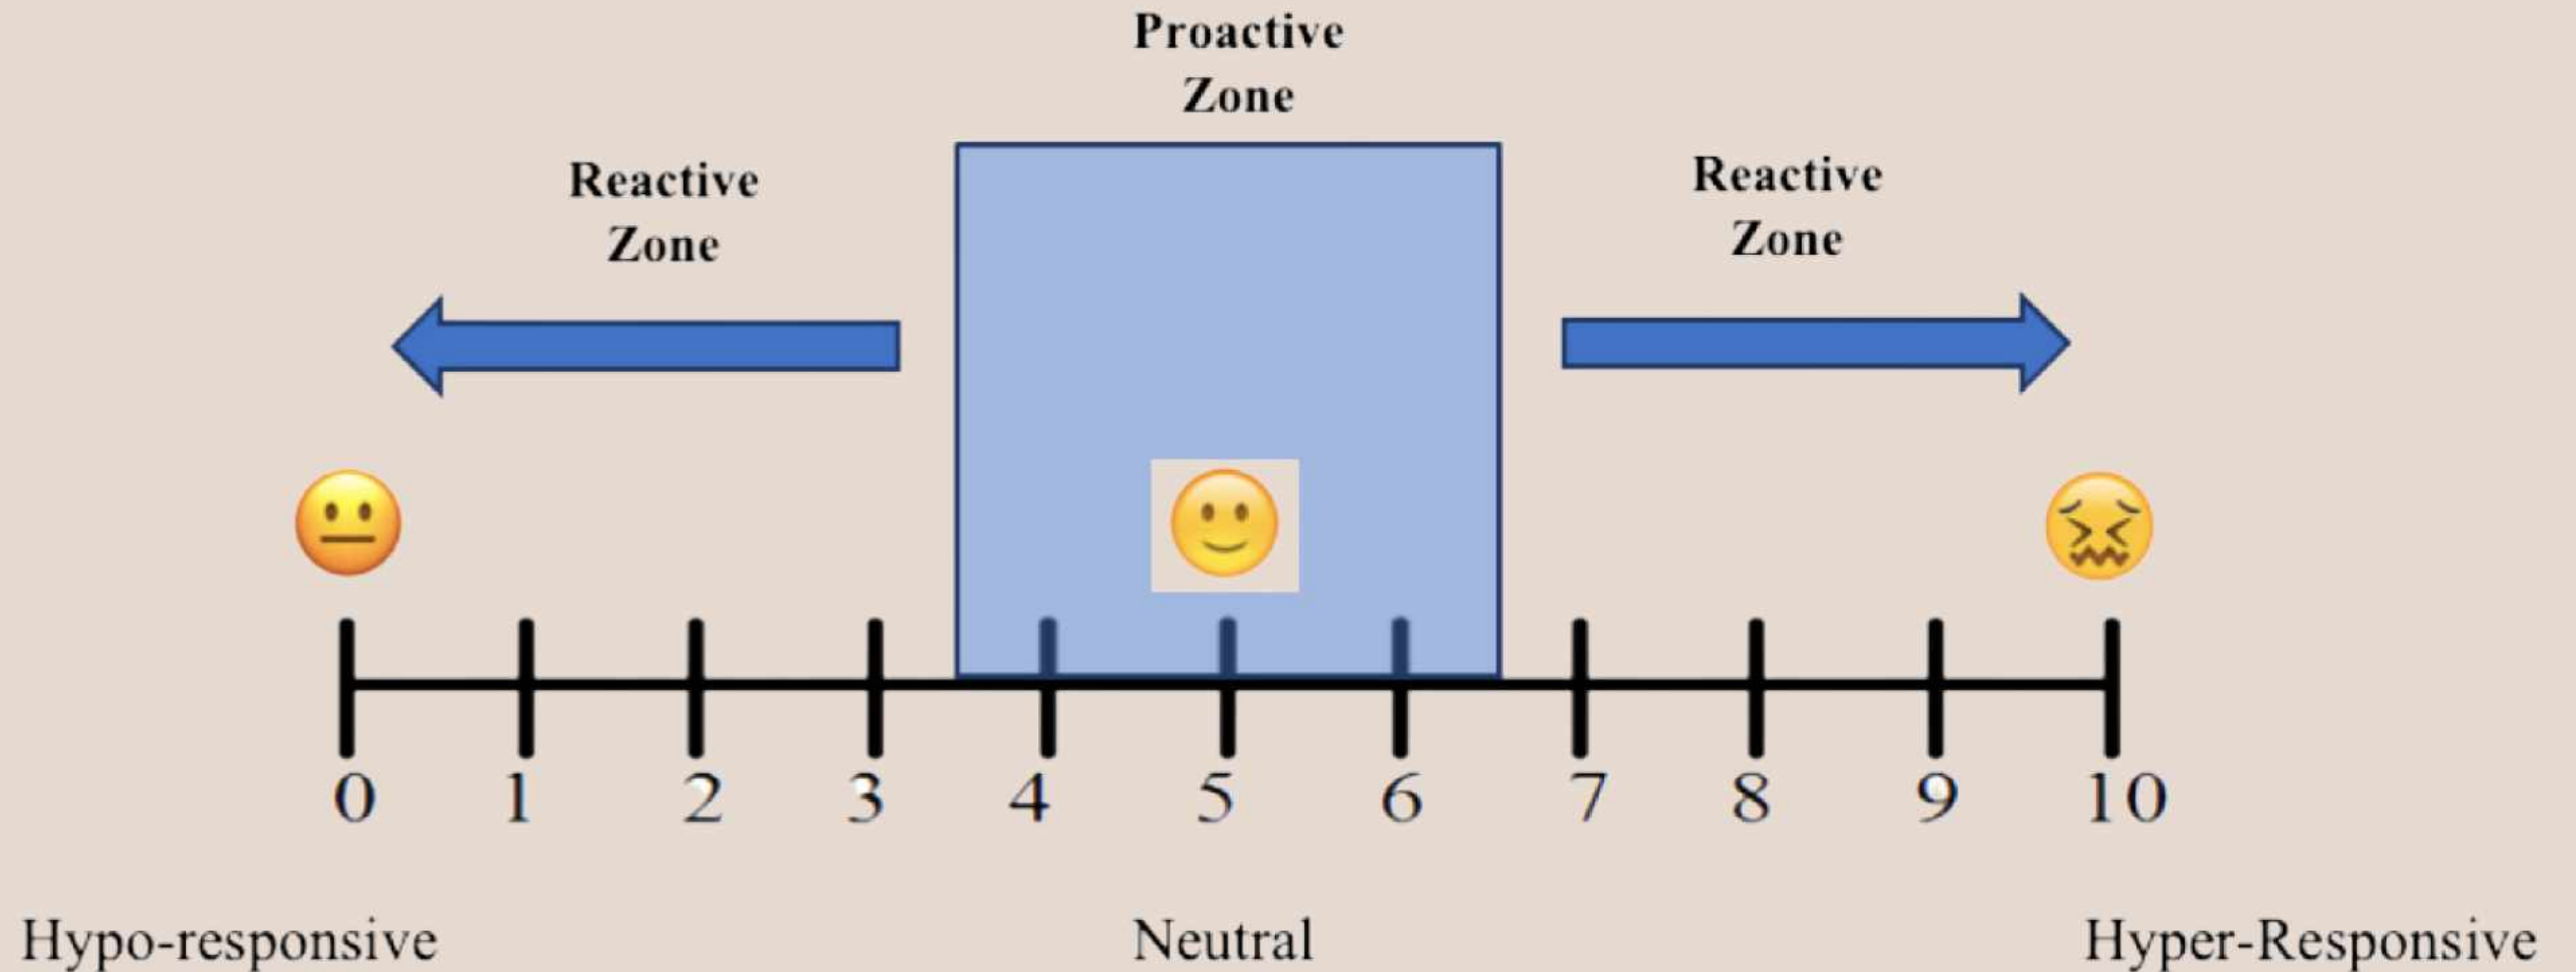 Proactive
Zone
Reactive
Zone
Reactive
Zone
0 1 2 3 4 5 6 7 8 9 10
Hypo-responsive
Neutral
Hyper-Responsive